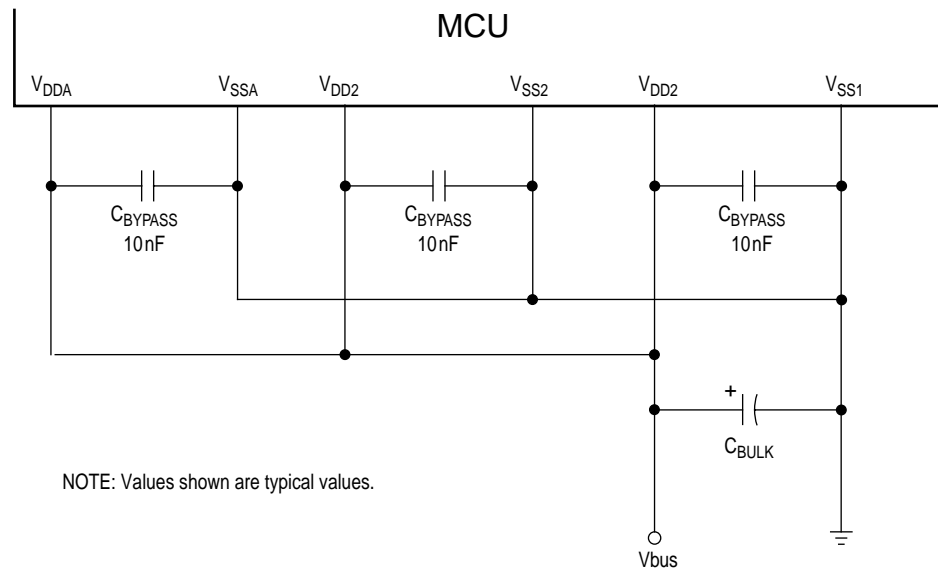 MCU
VDDA VSSA VDD2 VSS2 VDD2 VSS1
CBYPASS CBYPASS CBYPASS
10nF 10nF 10nF
+
CBULK
NOTE: Values shown are typical values.
Vbus